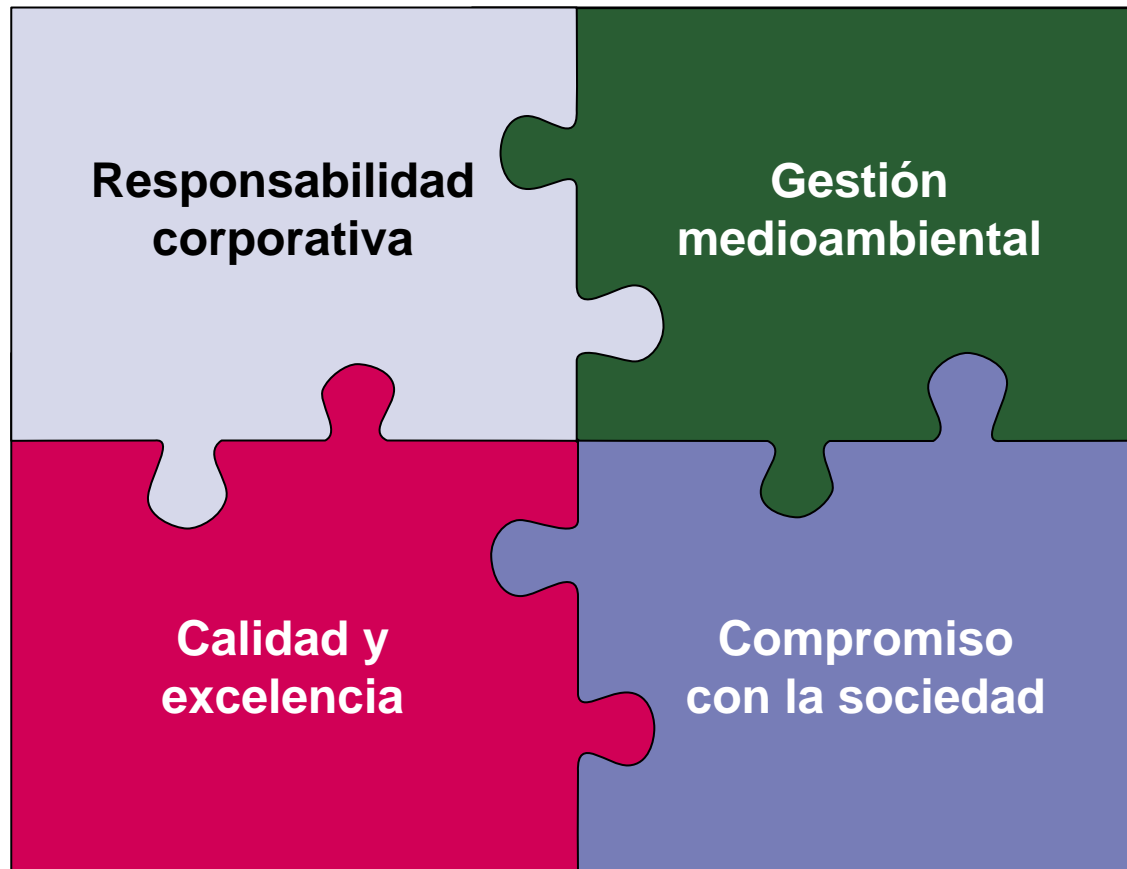 Responsabilidad
corporativa
Gestión
medioambiental
Calidad y
excelencia
Compromiso
con la sociedad